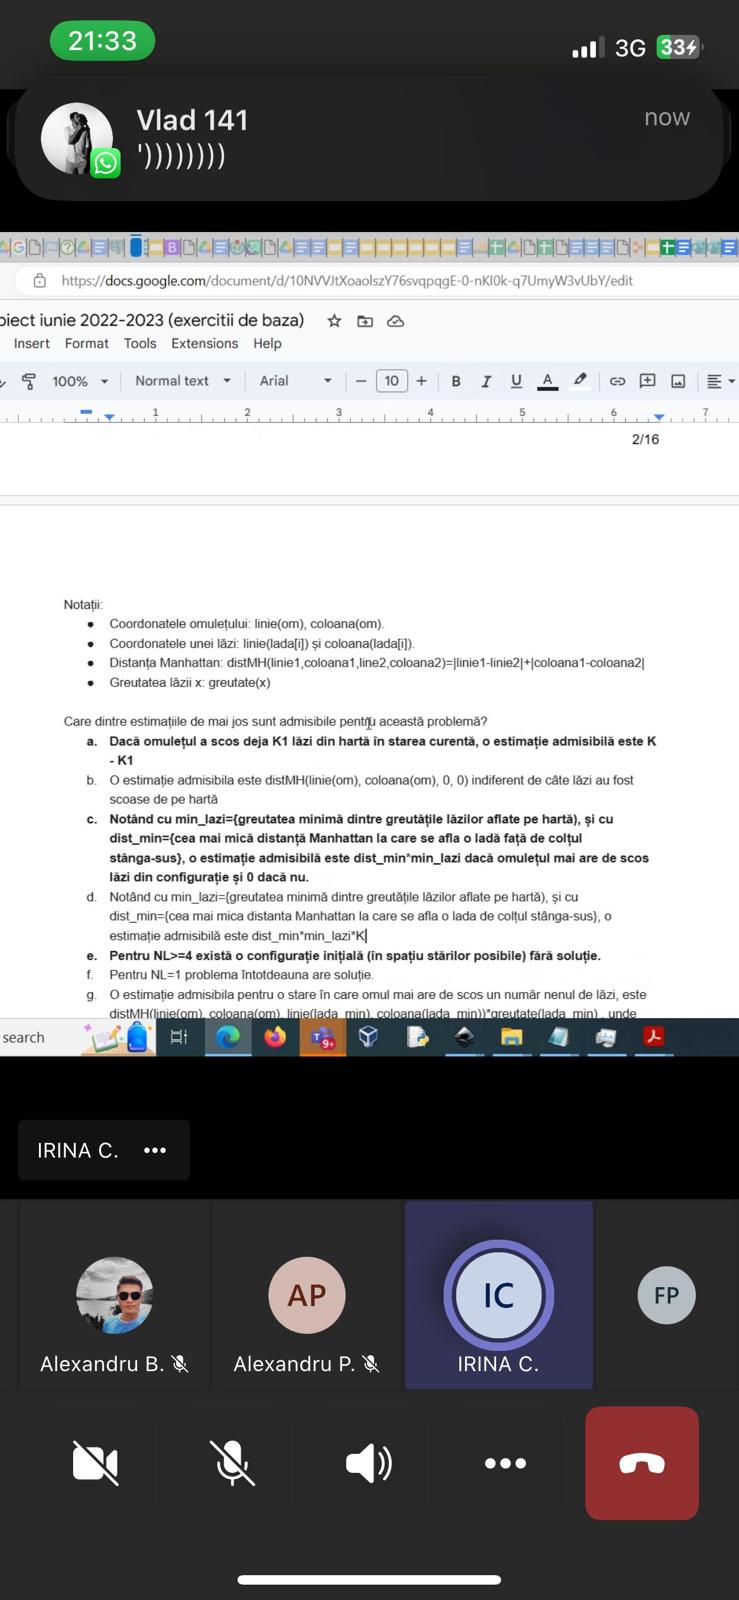 21:33
3G
33
Vlad 141
now
'))))))))
https://docs.google.com/document/d/10NVVJtXoaolszY76svqpqgE-0-nKI0k-q7UmyW3vUbY/edit
oiect iunie 2022-2023 (exercitii de baza)
Insert Format Tools Extensions Help
100% Normal text Arial − 10 + B I U A
1 2 3 4 5 6 7
2/16
Notații:
● Coordonatele omulețului: linie(om), coloana(om).
● Coordonatele unei lăzi: linie(lada[i]) și coloana(lada[i]).
● Distanța Manhattan: distMH(linie1,coloana1,line2,coloana2)=|linie1-linie2|+|coloana1-coloana2|
● Greutatea lăzii x: greutate(x)
Care dintre estimațiile de mai jos sunt admisibile pentru această problemă?
a. Dacă omulețul a scos deja K1 lăzi din hartă în starea curentă, o estimație admisibilă este K
- K1
b. O estimație admisibila este distMH(linie(om), coloana(om), 0, 0) indiferent de câte lăzi au fost
scoase de pe hartă
c. Notând cu min_lazi={greutatea minimă dintre greutățile lăzilor aflate pe hartă), și cu
dist_min={cea mai mică distanță Manhattan la care se afla o ladă față de colțul
stânga-sus}, o estimație admisibilă este dist_min*min_lazi dacă omulețul mai are de scos
lăzi din configurație și 0 dacă nu.
d. Notând cu min_lazi={greutatea minimă dintre greutățile lăzilor aflate pe hartă), și cu
dist_min={cea mai mica distanta Manhattan la care se afla o lada de colțul stânga-sus}, o
estimație admisibilă este dist_min*min_lazi*K
e. Pentru NL>=4 există o configurație inițială (în spațiu stărilor posibile) fără soluție.
f. Pentru NL=1 problema întotdeauna are soluție.
g. O estimație admisibila pentru o stare în care omul mai are de scos un număr nenul de lăzi, este
distMH(linie(om), coloana(om), linie(lada_min), coloana(lada_min))*greutate(lada_min) , unde
search
9+
IRINA C. •••
AP
IC
FP
Alexandru B.
Alexandru P.
IRINA C.